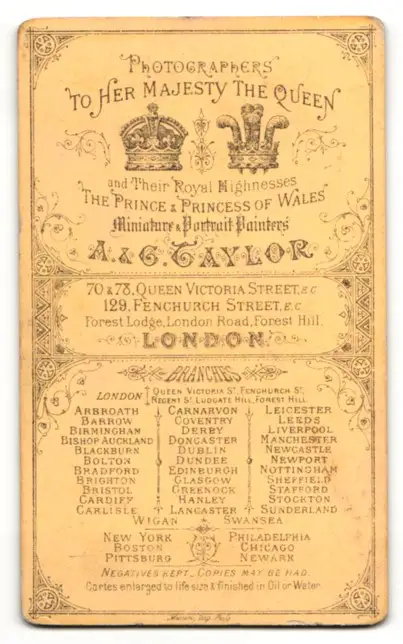 PHOTOGRAPHERS
TO HER MAJESTY THE QUEEN
and Their Royal Highnesses
THE PRINCE & PRINCESS OF WALES
Miniature & Portrait Painters
A. & G. TAYLOR
70 & 78, QUEEN VICTORIA STREET, E.C
129, FENCHURCH STREET, E.C
Forest Lodge, London Road, Forest Hill.
LONDON
BRANCHES
LONDON QUEEN VICTORIA ST, FENCHURCH ST,
REGENT ST, LUDGATE HILL, FOREST HILL.
ARBROATH CARNARVON LEICESTER
BARROW COVENTRY LEEDS
BIRMINGHAM DERBY LIVERPOOL
BISHOP AUCKLAND DONCASTER MANCHESTER
BLACKBURN DUBLIN NEWCASTLE
BOLTON DUNDEE NEWPORT
BRADFORD EDINBURGH NOTTINGHAM
BRIGHTON GLASGOW SHEFFIELD
BRISTOL GREENOCK STAFFORD
CARDIFF HANLEY STOCKTON
CARLISLE LANCASTER SUNDERLAND
WIGAN SWANSEA
NEW YORK PHILADELPHIA
BOSTON CHICAGO
PITTSBURG NEWARK
NEGATIVES KEPT_COPIES MAY BE HAD.
Cartes enlarged to life size & finished in Oil or Water.